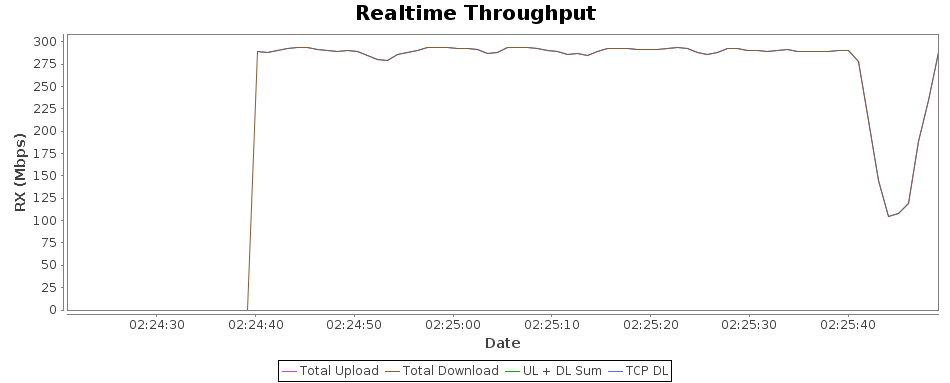 Realtime Throughput
RX (Mbps)
300
275
250
225
200
175
150
125
100
75
50
25
0
02:24:30 02:24:40 02:24:50 02:25:00 02:25:10 02:25:20 02:25:30 02:25:40
Date
Total Upload Total Download UL + DL Sum TCP DL